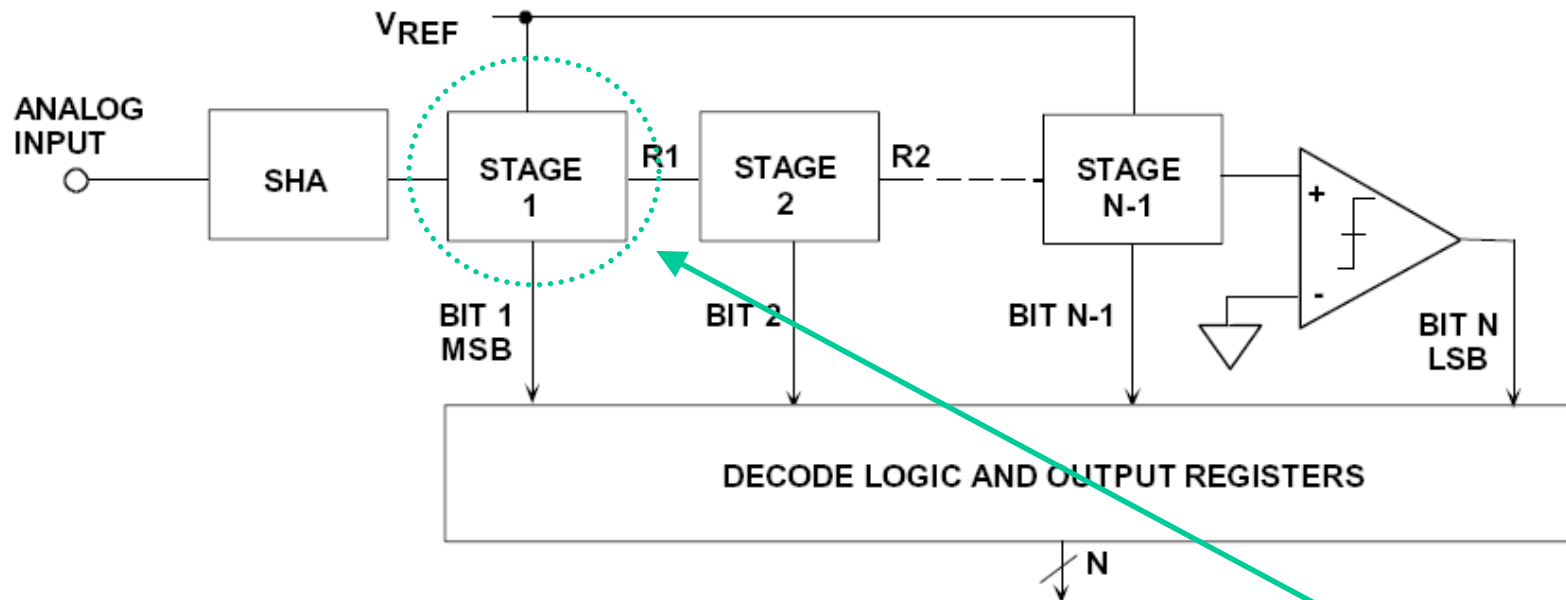 VREF
ANALOG
INPUT
SHA
STAGE
1
R1
STAGE
2
R2
STAGE
N-1
+
-
BIT 1
MSB
BIT 2
BIT N-1
BIT N
LSB
DECODE LOGIC AND OUTPUT REGISTERS
N